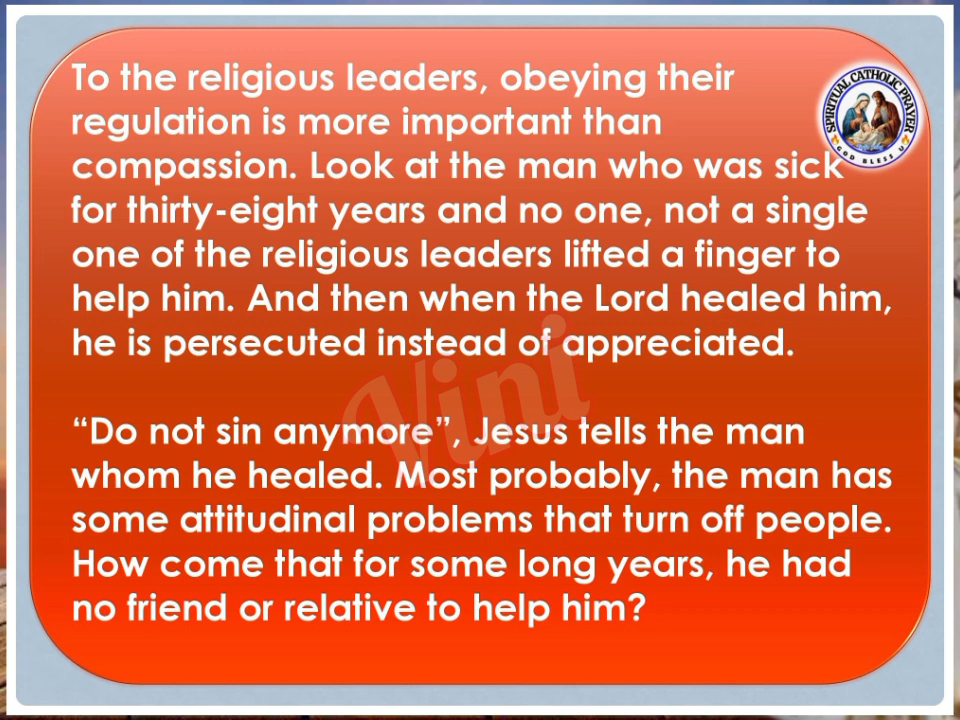 To the religious leaders, obeying their
regulation is more important than
compassion. Look at the man who was sick
for thirty-eight years and no one, not a single
one of the religious leaders lifted a finger to
help him. And then when the Lord healed him,
he is persecuted instead of appreciated.
“Do not sin anymore”, Jesus tells the man
whom he healed. Most probably, the man has
some attitudinal problems that turn off people.
How come that for some long years, he had
no friend or relative to help him?
SPIRITUAL CATHOLIC PRAYER
GOD BLESS U
Vini